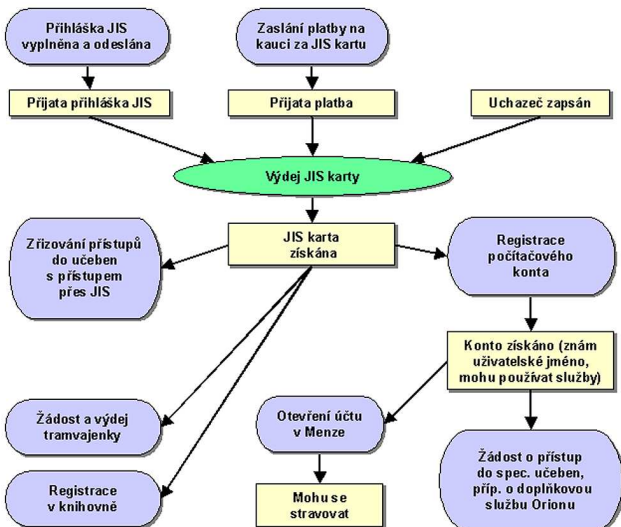 Přihláška JIS
vyplněna a odeslána
Zaslání platby na
kauci za JIS kartu
Přijata přihláška JIS
Přijata platba
Uchazeč zapsán
Výdej JIS karty
Zřizování přístupů
do učeben
s přístupem
přes JIS
JIS karta
získána
Registrace
počítačového
konta
Konto získáno (znám
uživatelské jméno,
mohu používat služby)
Žádost a výdej
tramvajenky
Otevření účtu
v Menze
Žádost o přístup
do spec. učeben,
příp. o doplňkovou
službu Orionu
Registrace
v knihovně
Mohu se
stravovat